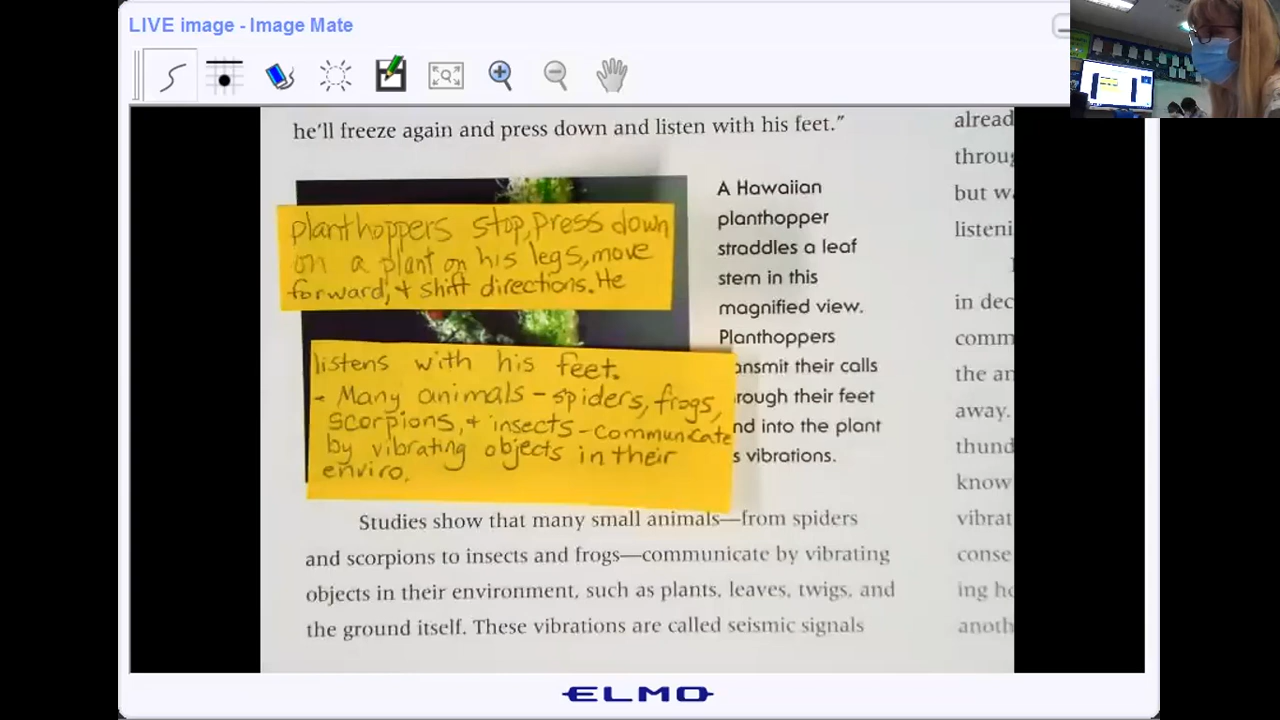 LIVE image - Image Mate
he'll freeze again and press down and listen with his feet."
planthoppers stop, press down
on a plant on his legs, move
forward, + shift directions. He
listens with his feet.
- Many animals - spiders, frogs,
scorpions, + insects - communicate
by vibrating objects in their
enviro.
A Hawaiian
planthopper
straddles a leaf
stem in this
magnified view.
Planthoppers
ansmit their calls
rough their feet
nd into the plant
s vibrations.
Studies show that many small animals—from spiders
and scorpions to insects and frogs—communicate by vibrating
objects in their environment, such as plants, leaves, twigs, and
the ground itself. These vibrations are called seismic signals
alread
throug
but wa
listeni
in dec
comm
the an
away.
thund
know
vibrat
conse
ing he
anoth
ELMO